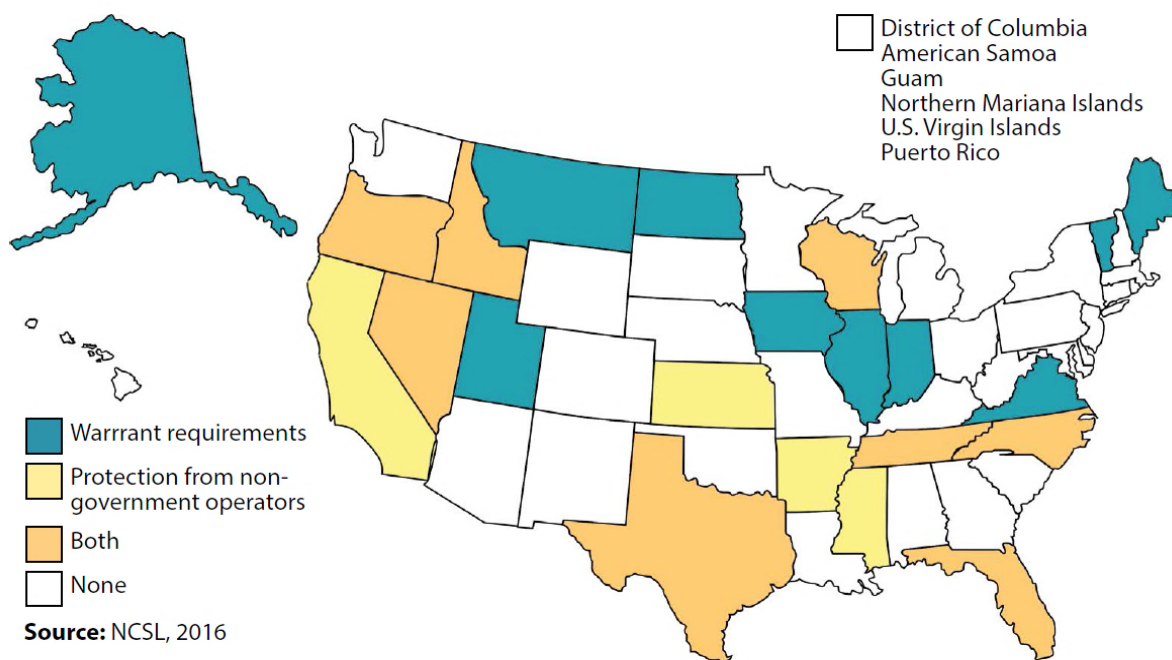 District of Columbia
American Samoa
Guam
Northern Mariana Islands
U.S. Virgin Islands
Puerto Rico
Warrrant requirements
Protection from non-
government operators
Both
None
Source: NCSL, 2016